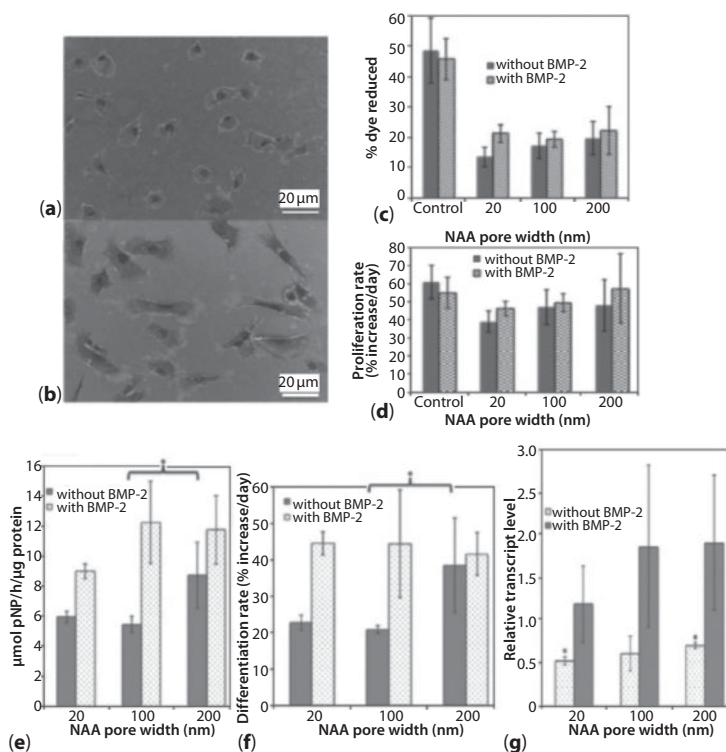 (a)
20 μm
(b)
20 μm
60
50
40
30
20
10
0
% dye reduced
without BMP-2
with BMP-2
Control 20 100 200
(c)
NAA pore width (nm)
80
70
60
50
40
30
20
10
0
Proliferation rate
(% increase/day)
without BMP-2
with BMP-2
Control 20 100 200
(d)
NAA pore width (nm)
16
14
12
10
8
6
4
2
0
μmol pNP/h/μg protein
*
without BMP-2
with BMP-2
20 100 200
(e)
NAA pore width (nm)
60
50
40
30
20
10
0
Differentiation rate (% increase/day)
*
without BMP-2
with BMP-2
20 100 200
(f)
NAA pore width (nm)
3.0
2.5
2.0
1.5
1.0
0.5
0
Relative transcript level
without BMP-2
with BMP-2
*
*
20 100 200
(g)
NAA pore width (nm)